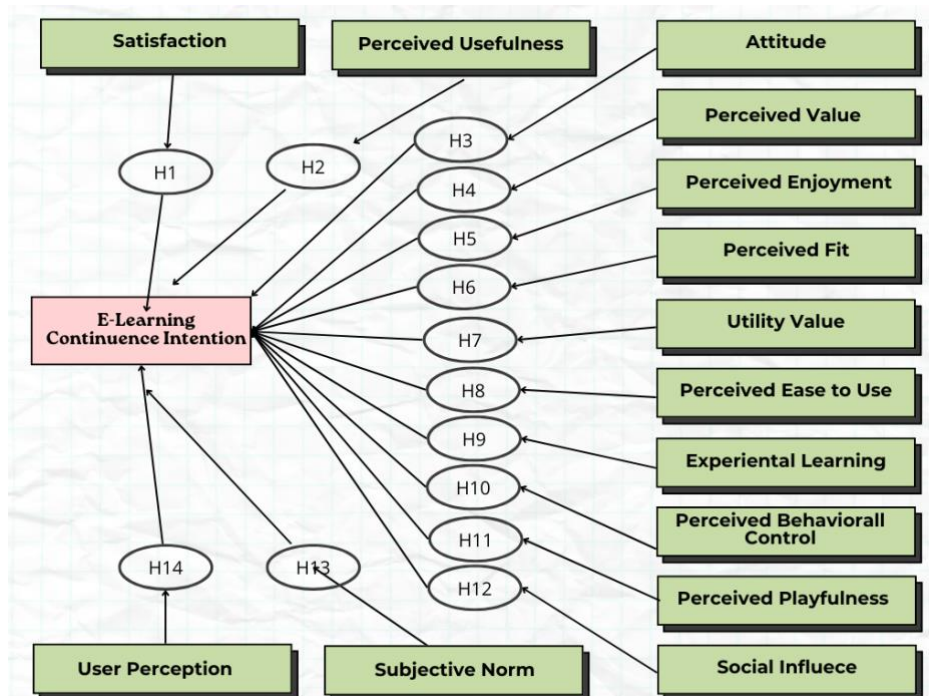 Satisfaction
Perceived Usefulness
Attitude
Perceived Value
H1
H2
H3
H4
Perceived Enjoyment
H5
Perceived Fit
H6
E-Learning
Continuence Intention
H7
Utility Value
H8
Perceived Ease to Use
H9
Experiental Learning
H10
Perceived Behaviorall
Control
H11
H14
H13
H12
Perceived Playfulness
User Perception
Subjective Norm
Social Influece